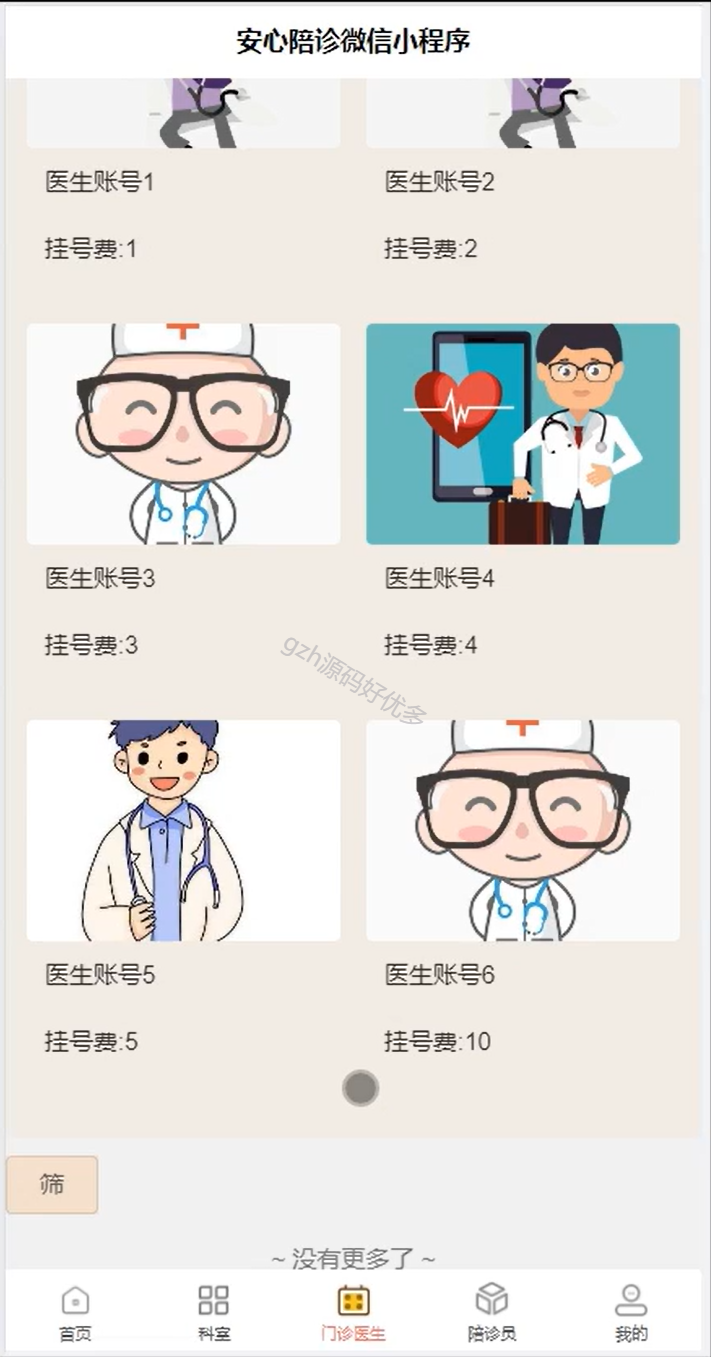 安心陪诊微信小程序
医生账号1
医生账号2
挂号费:1
挂号费:2
医生账号3
医生账号4
挂号费:3
挂号费:4
gzh源码好优多
医生账号5
医生账号6
挂号费:5
挂号费:10
筛
~ 没有更多了 ~
首页
科室
门诊医生
陪诊员
我的